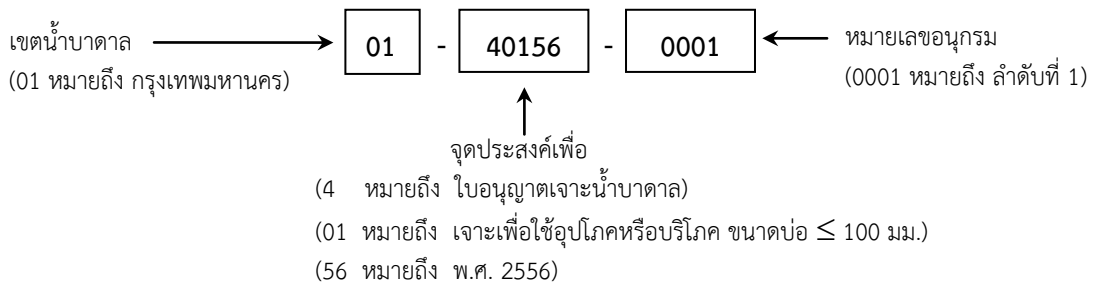 เขตน้ำบาดาล
(01 หมายถึง กรุงเทพมหานคร)
01 - 40156 - 0001
หมายเลขอนุกรม
(0001 หมายถึง ลำดับที่ 1)
จุดประสงค์เพื่อ
(4 หมายถึง ใบอนุญาตเจาะน้ำบาดาล)
(01 หมายถึง เจาะเพื่อใช้อุปโภคหรือบริโภค ขนาดบ่อ ≤ 100 มม.)
(56 หมายถึง พ.ศ. 2556)